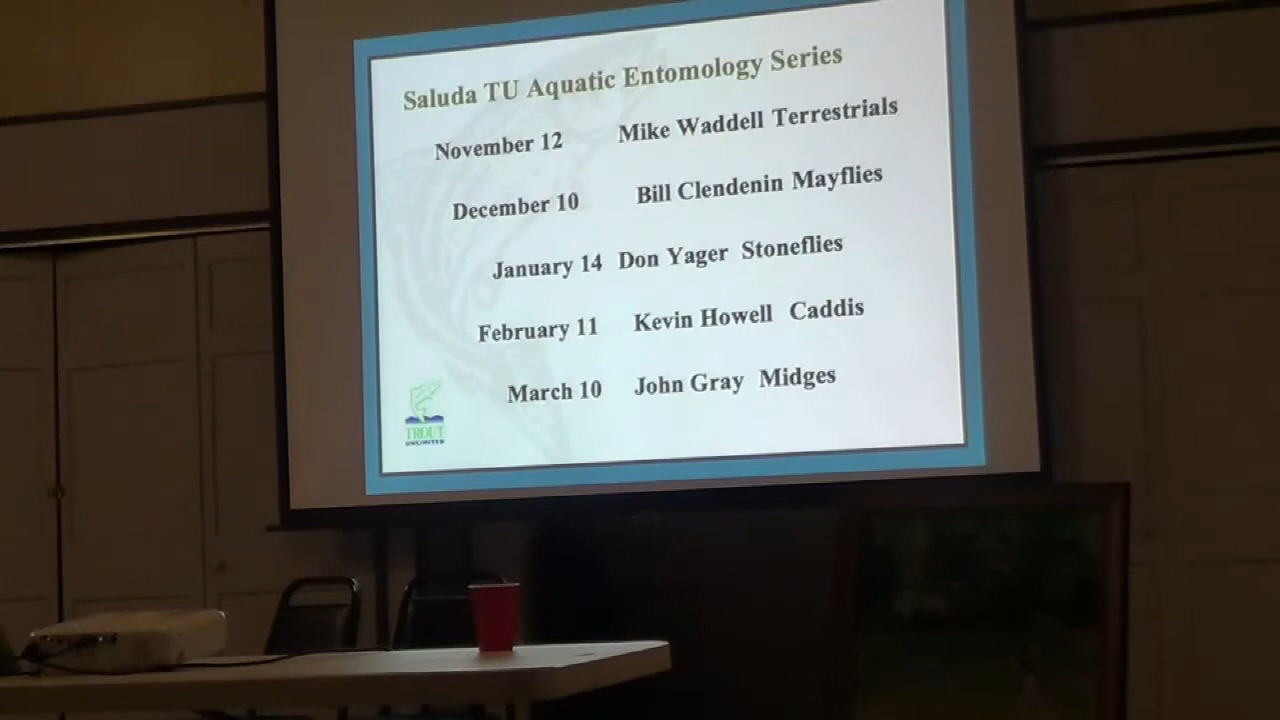 Saluda TU Aquatic Entomology Series
November 12 Mike Waddell Terrestrials
December 10 Bill Clendenin Mayflies
January 14 Don Yager Stoneflies
February 11 Kevin Howell Caddis
March 10 John Gray Midges
TROUT
UNLIMITED